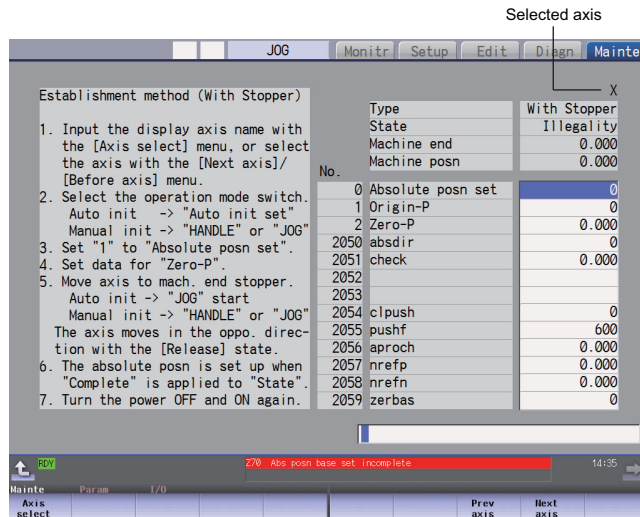 Selected axis
JOG Monitr Setup Edit Diagn Mainte
X
Establishment method (With Stopper)
1. Input the display axis name with
the [Axis select] menu, or select
the axis with the [Next axis]/
[Before axis] menu.
2. Select the operation mode switch.
Auto init -> "Auto init set"
Manual init -> "HANDLE" or "JOG"
3. Set "1" to "Absolute posn set".
4. Set data for "Zero-P".
5. Move axis to mach. end stopper.
Auto init -> "JOG" start
Manual init -> "HANDLE" or "JOG"
The axis moves in the oppo. direc-
tion with the [Release] state.
6. The absolute posn is set up when
"Complete" is applied to "State".
7. Turn the power OFF and ON again.
Type With Stopper
State Illegality
Machine end 0.000
Machine posn 0.000
No.
0 Absolute posn set 0
1 Origin-P 0
2 Zero-P 0.000
2050 absdir 0
2051 check 0.000
2052
2053
2054 clpush 0
2055 pushf 600
2056 aproch 0.000
2057 nrefp 0.000
2058 nrefn 0.000
2059 zerbas 0
RDY Z70 Abs posn base set incomplete 14:35
Mainte Param I/O
Axis select Prev axis Next axis